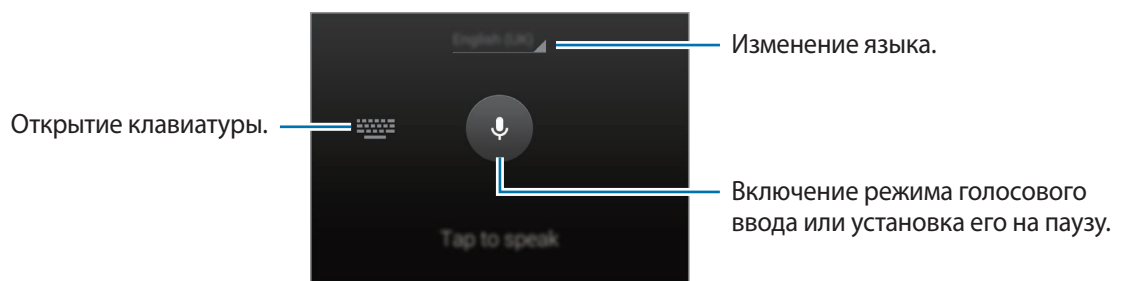 English (UK)
Изменение языка.
Открытие клавиатуры.
Включение режима голосового
ввода или установка его на паузу.
Tap to speak